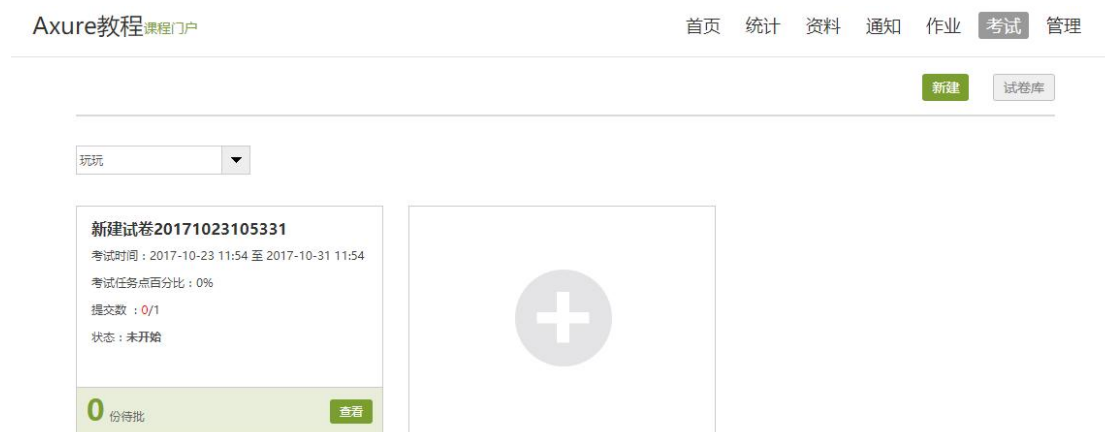 Axure教程课程门户 首页 统计 资料 通知 作业 考试 管理
新建 试卷库
玩玩
新建试卷20171023105331
考试时间：2017-10-23 11:54 至 2017-10-31 11:54
考试任务点百分比：0%
提交数 ：0/1
状态：未开始
0 份待批 查看